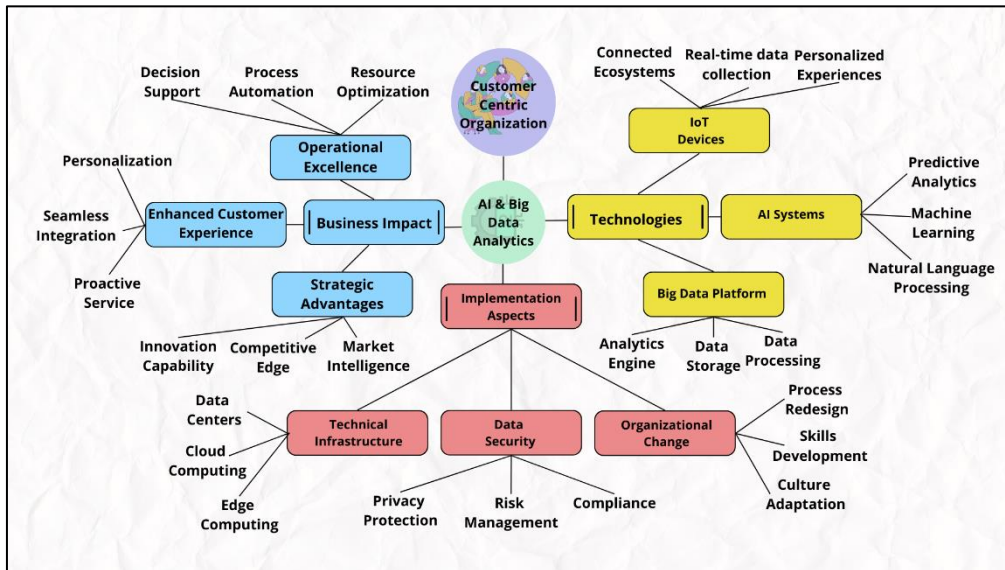 Decision
Support
Process
Automation
Resource
Optimization
Operational
Excellence
Personalization
Seamless
Integration
Proactive
Service
Enhanced Customer
Experience
Business Impact
Strategic
Advantages
Innovation
Capability
Competitive
Edge
Market
Intelligence
Customer
Centric
Organization
AI & Big
Data
Analytics
Connected
Ecosystems
Real-time data
collection
Personalized
Experiences
IoT
Devices
Technologies
AI Systems
Predictive
Analytics
Machine
Learning
Natural Language
Processing
Big Data Platform
Analytics
Engine
Data
Storage
Data
Processing
Implementation
Aspects
Technical
Infrastructure
Data
Centers
Cloud
Computing
Edge
Computing
Data
Security
Privacy
Protection
Risk
Management
Compliance
Organizational
Change
Process
Redesign
Skills
Development
Culture
Adaptation